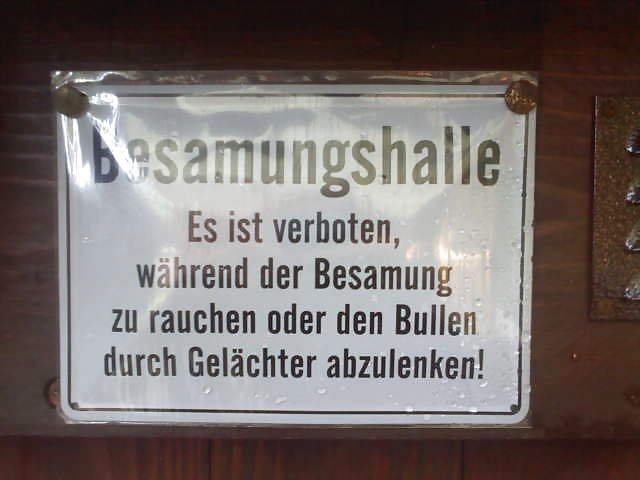 Besamungshalle
Es ist verboten,
während der Besamung
zu rauchen oder den Bullen
durch Gelächter abzulenken!